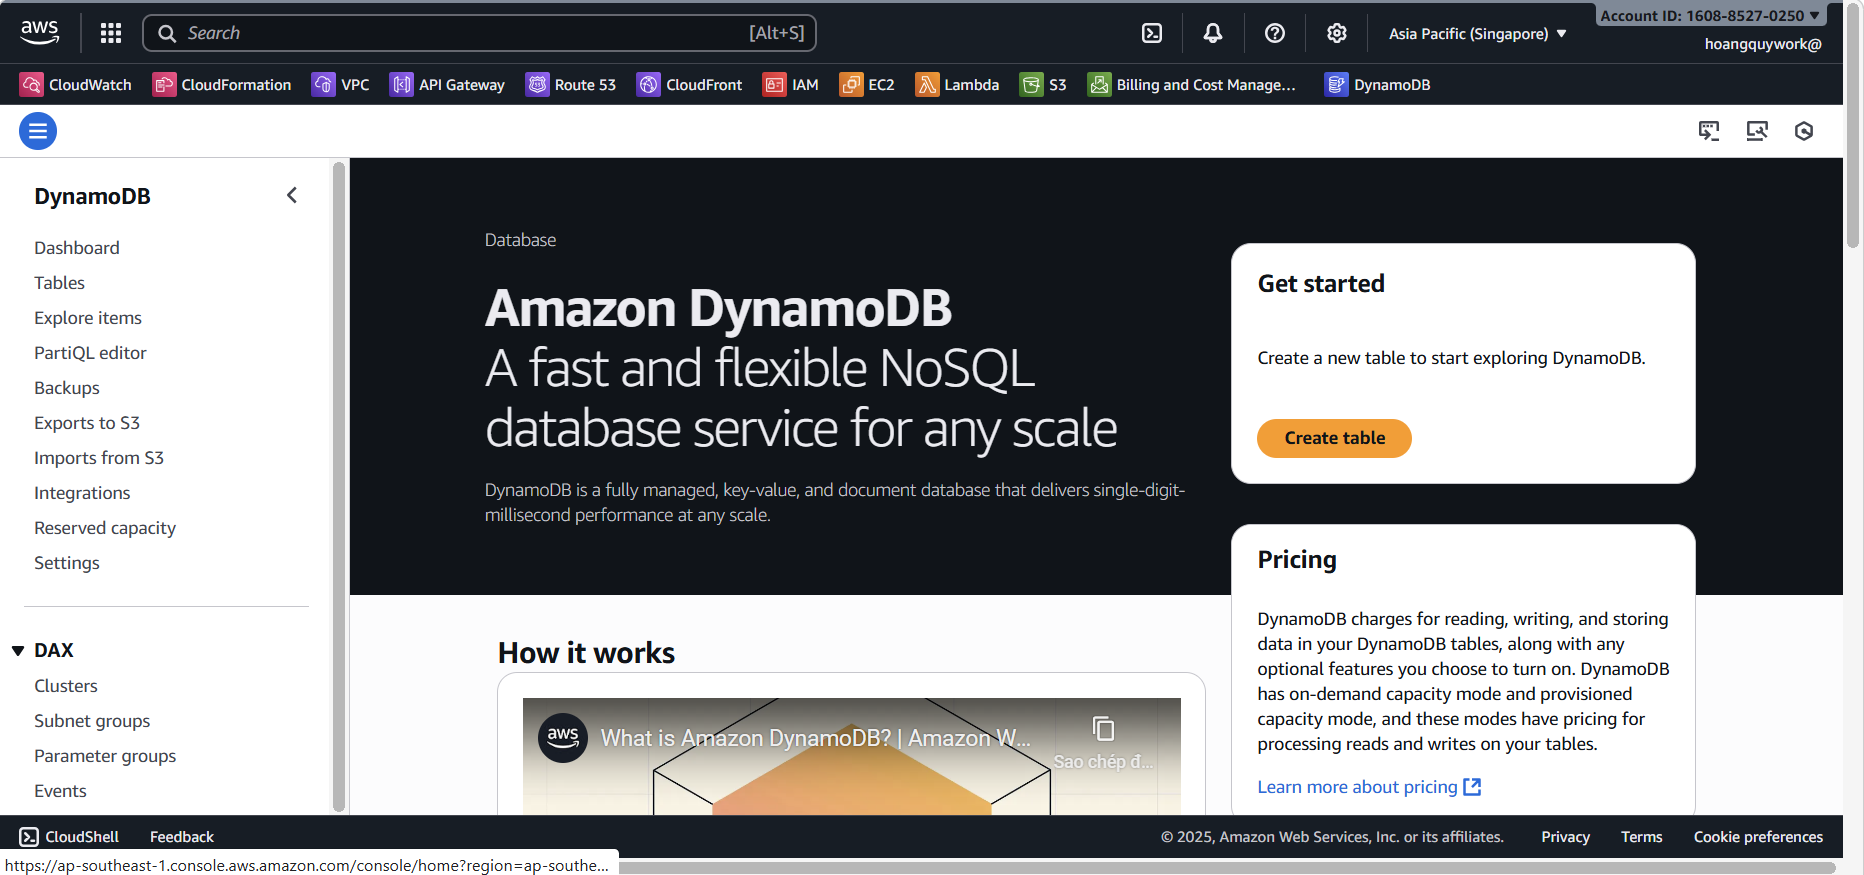 aws
Search [Alt+S]
Asia Pacific (Singapore) ▼
Account ID: 1608-8527-0250 ▼
hoangquywork@
CloudWatch CloudFormation VPC API Gateway Route 53 CloudFront IAM EC2 Lambda S3 Billing and Cost Manage... DynamoDB
DynamoDB
Dashboard
Tables
Explore items
PartiQL editor
Backups
Exports to S3
Imports from S3
Integrations
Reserved capacity
Settings
DAX
Clusters
Subnet groups
Parameter groups
Events
Database
Amazon DynamoDB
A fast and flexible NoSQL
database service for any scale
DynamoDB is a fully managed, key-value, and document database that delivers single-digit-
millisecond performance at any scale.
Get started
Create a new table to start exploring DynamoDB.
Create table
Pricing
DynamoDB charges for reading, writing, and storing
data in your DynamoDB tables, along with any
optional features you choose to turn on. DynamoDB
has on-demand capacity mode and provisioned
capacity mode, and these modes have pricing for
processing reads and writes on your tables.
Learn more about pricing
How it works
aws
What is Amazon DynamoDB? | Amazon W...
Sao chép đ...
CloudShell Feedback
© 2025, Amazon Web Services, Inc. or its affiliates. Privacy Terms Cookie preferences
https://ap-southeast-1.console.aws.amazon.com/console/home?region=ap-southe...